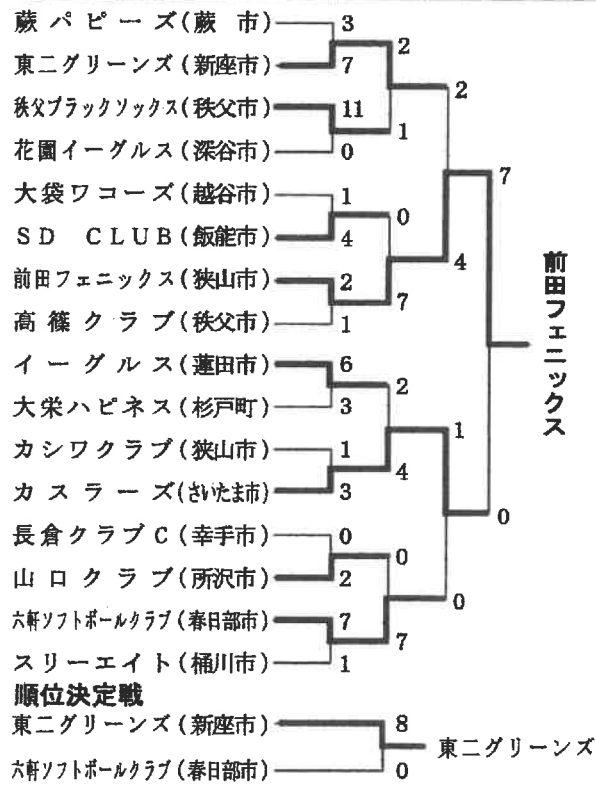 蕨パピーズ(蕨市) 3
2
東二グリーンズ(新座市) 7
2
秩父ブラックソックス(秩父市) 11
1
花園イーグルス(深谷市) 0
7
大袋ワコーズ(越谷市) 1
0
SD CLUB(飯能市) 4
4
前田フェニックス(狭山市) 2
7
高篠クラブ(秩父市) 1
前田フェニックス
イーグルス(蓮田市) 6
2
大栄ハピネス(杉戸町) 3
1
カシワクラブ(狭山市) 1
4
カスラーズ(さいたま市) 3
0
長倉クラブC(幸手市) 0
0
山口クラブ(所沢市) 2
0
六軒ソフトボールクラブ(春日部市) 7
7
スリーエイト(桶川市) 1
順位決定戦
東二グリーンズ(新座市) 8
東二グリーンズ
六軒ソフトボールクラブ(春日部市) 0